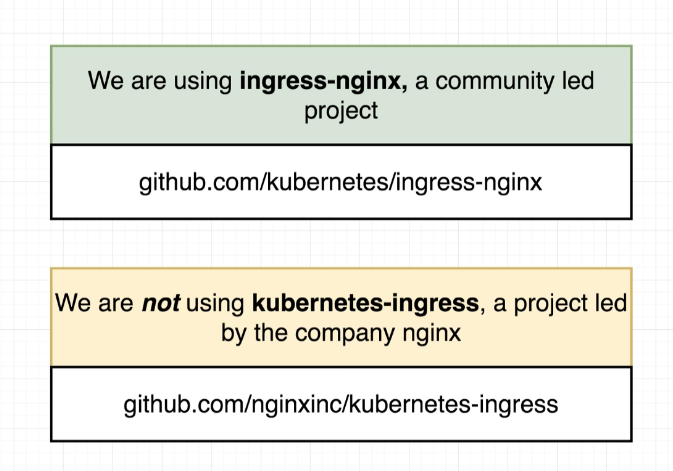 We are using ingress-nginx, a community led
project
github.com/kubernetes/ingress-nginx
We are not using kubernetes-ingress, a project led
by the company nginx
github.com/nginxinc/kubernetes-ingress